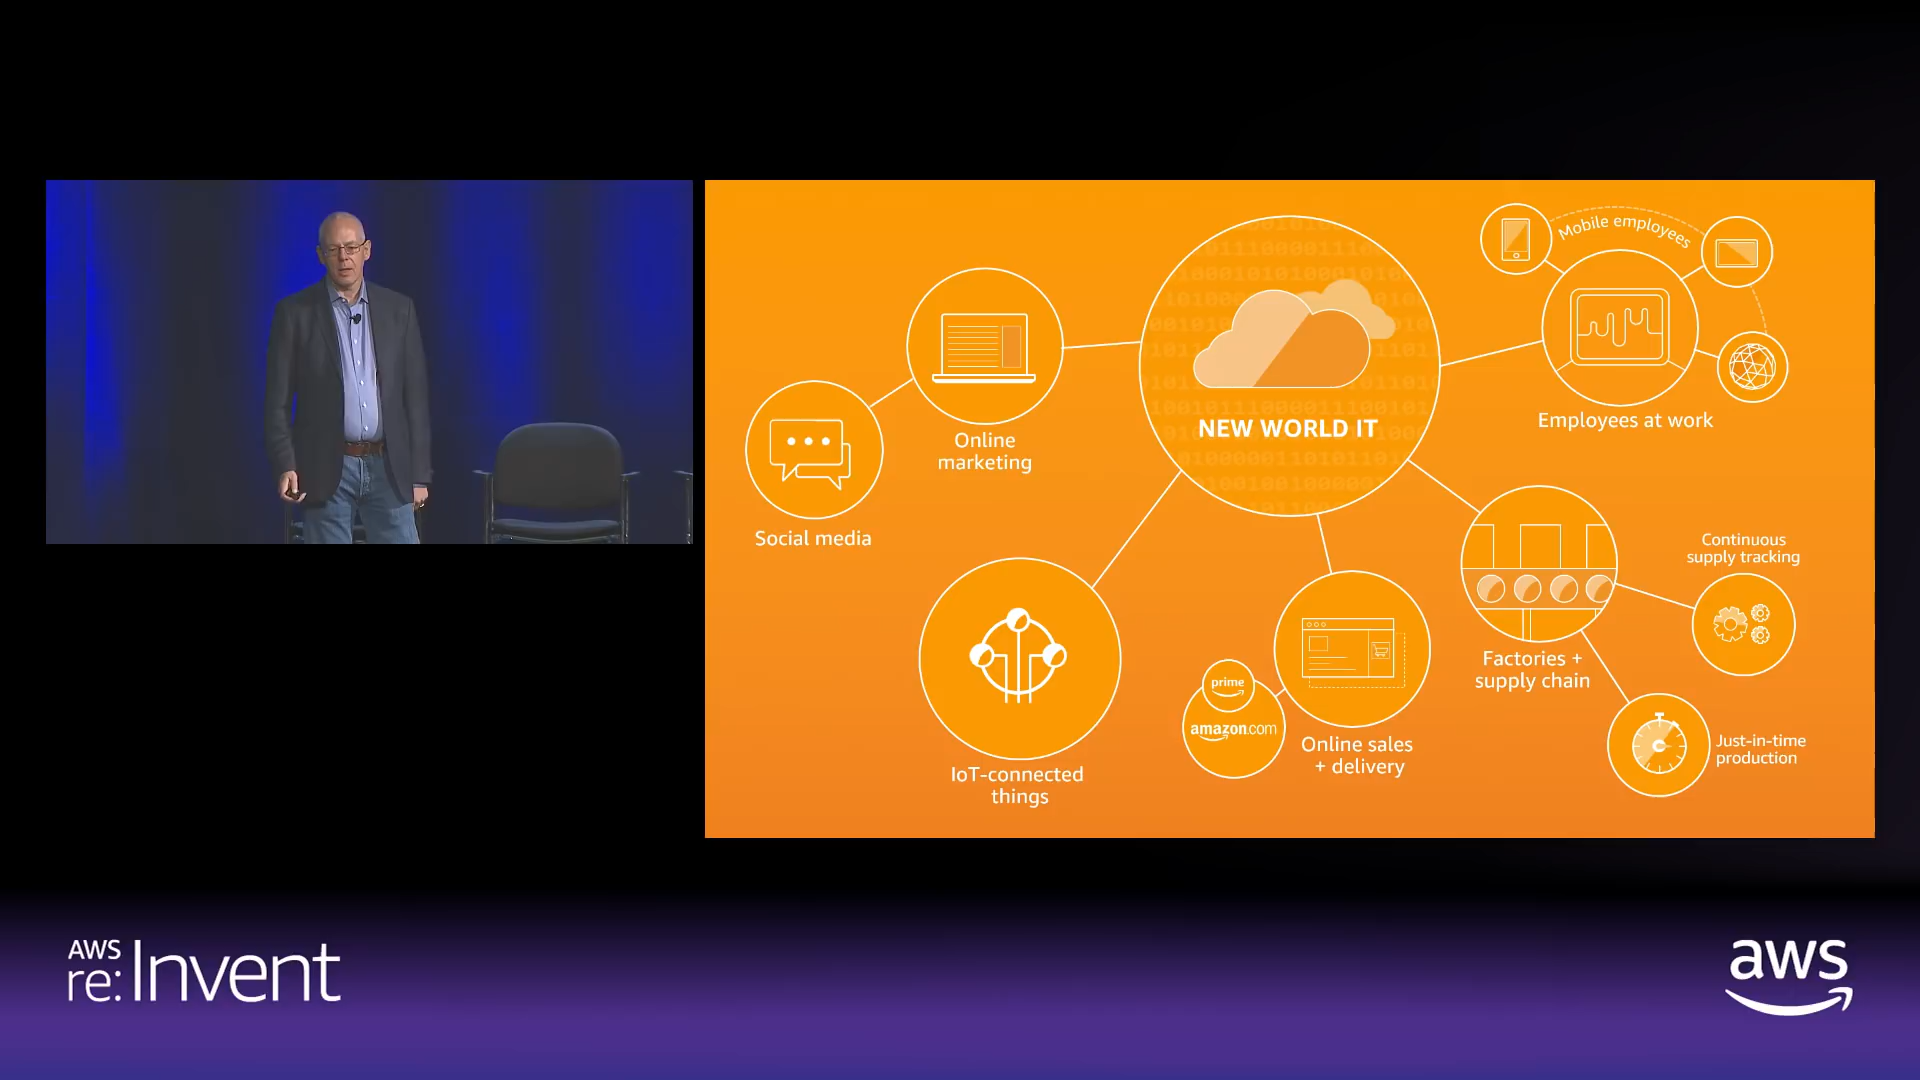 Mobile employees
NEW WORLD IT
Employees at work
Online
marketing
Social media
Continuous
supply tracking
Factories +
supply chain
prime
amazon.com
Online sales
+ delivery
Just-in-time
production
IoT-connected
things
AWS
re:Invent
aws